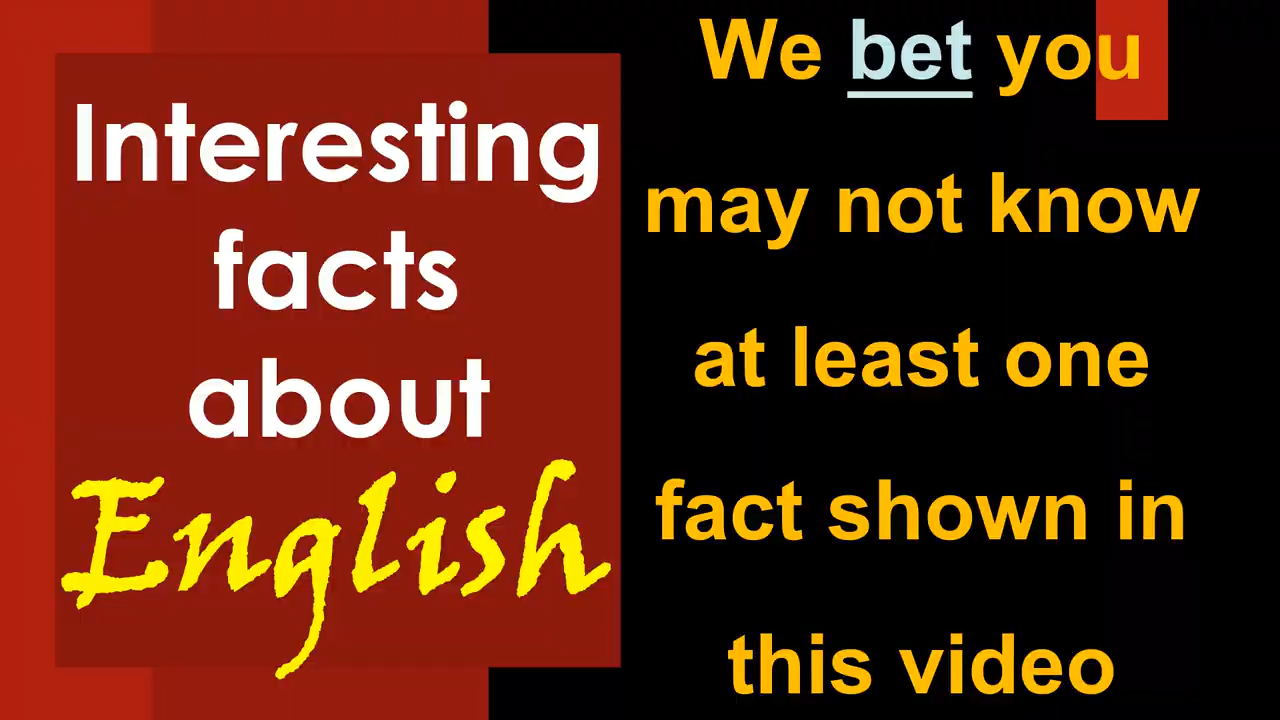 Interesting
facts
about
English
We bet you
may not know
at least one
fact shown in
this video